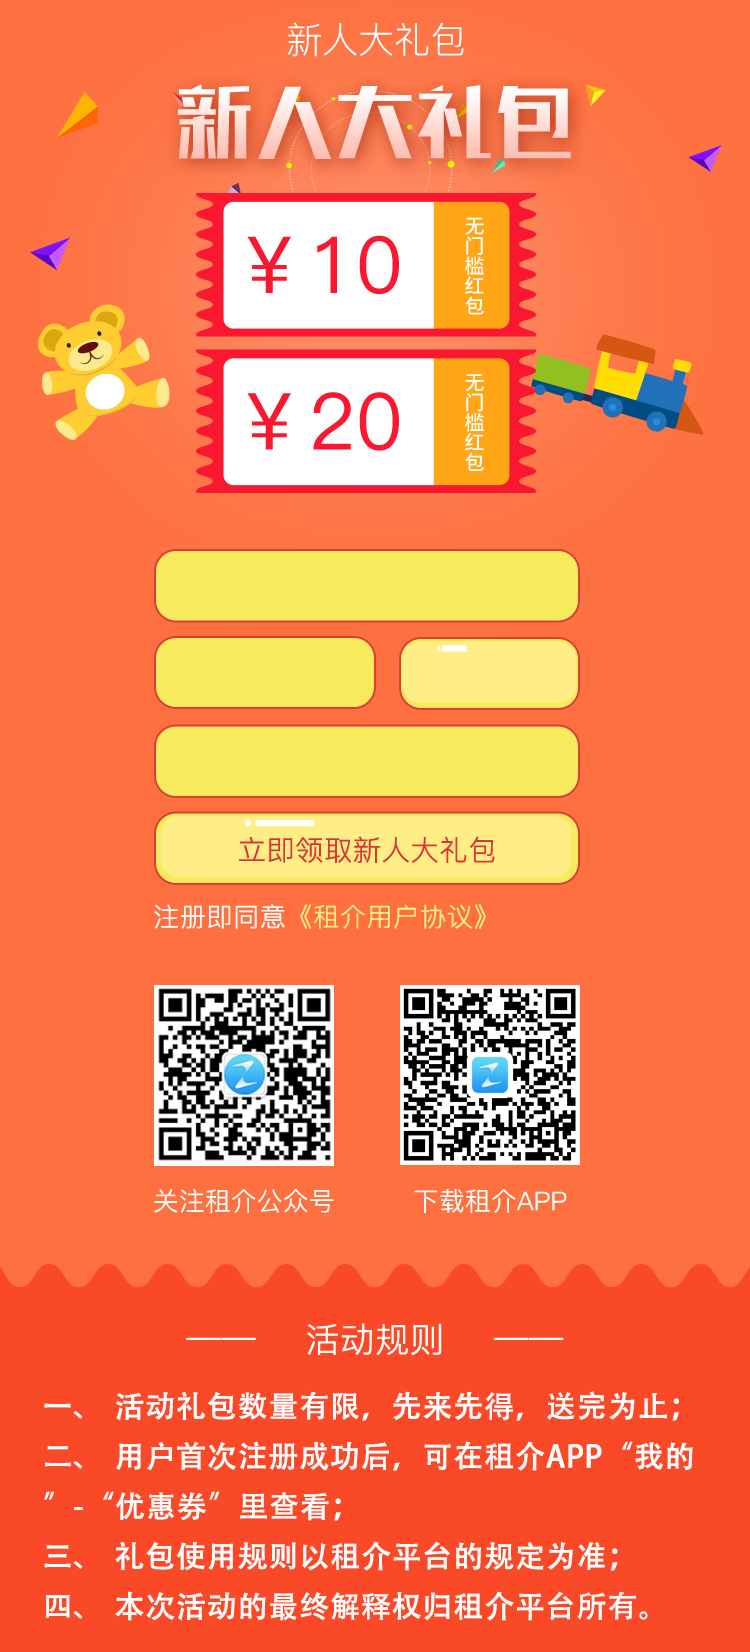 新人大礼包
新人大礼包
￥10
无门槛红包
￥20
无门槛红包
立即领取新人大礼包
注册即同意《租介用户协议》
关注租介公众号
下载租介APP
活动规则
一、 活动礼包数量有限，先来先得，送完为止；
二、 用户首次注册成功后，可在租介APP“我的
”-“优惠券”里查看；
三、 礼包使用规则以租介平台的规定为准；
四、 本次活动的最终解释权归租介平台所有。